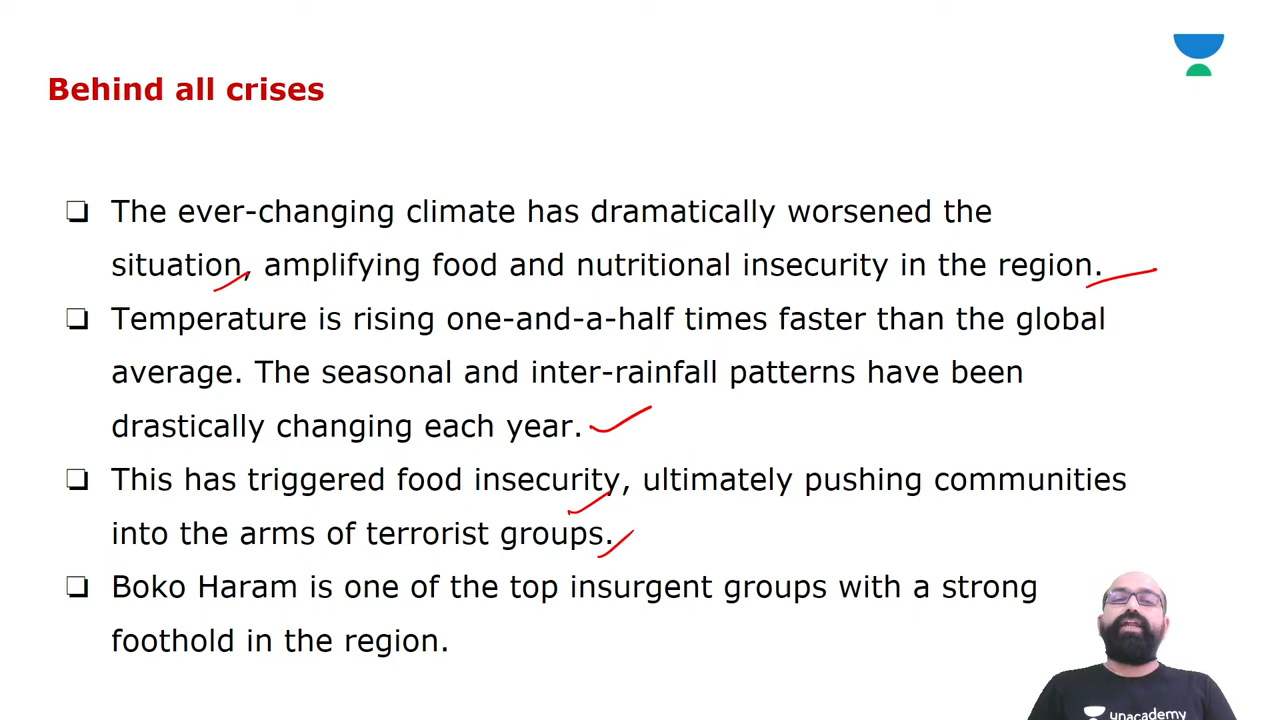 Behind all crises
The ever-changing climate has dramatically worsened the
situation, amplifying food and nutritional insecurity in the region.
Temperature is rising one-and-a-half times faster than the global
average. The seasonal and inter-rainfall patterns have been
drastically changing each year.
This has triggered food insecurity, ultimately pushing communities
into the arms of terrorist groups.
Boko Haram is one of the top insurgent groups with a strong
foothold in the region.
unacademy